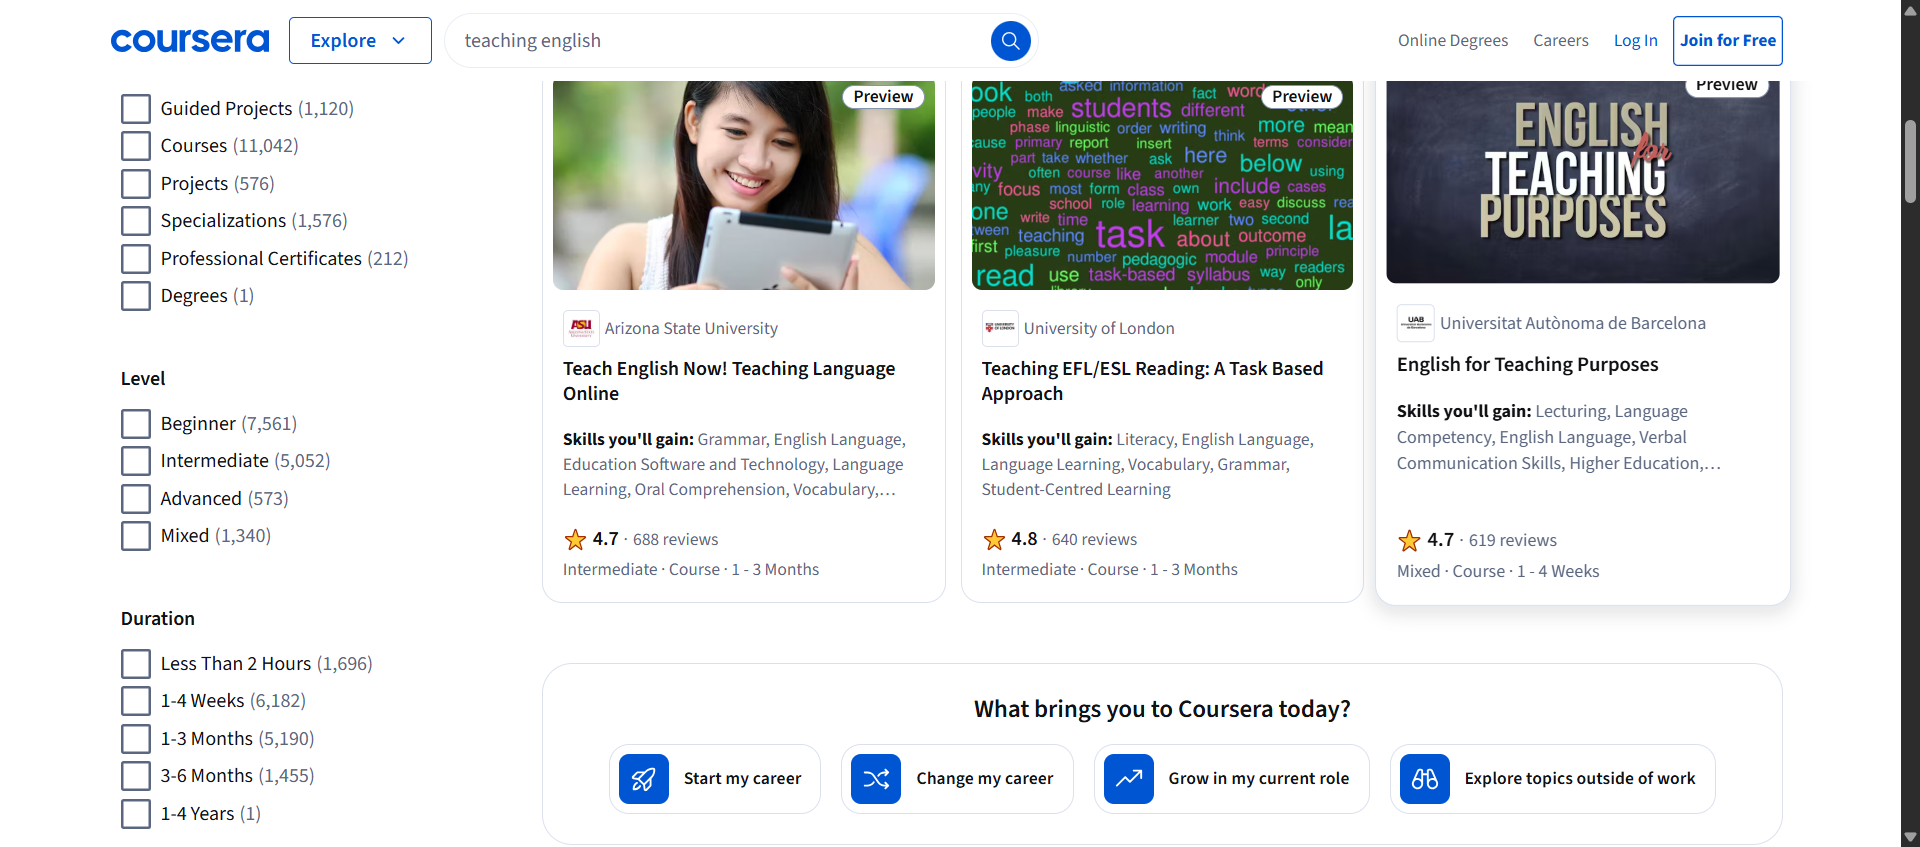 coursera
Explore
teaching english
Online Degrees
Careers
Log In
Join for Free
Guided Projects (1,120)
Courses (11,042)
Projects (576)
Specializations (1,576)
Professional Certificates (212)
Degrees (1)
Level
Beginner (7,561)
Intermediate (5,052)
Advanced (573)
Mixed (1,340)
Duration
Less Than 2 Hours (1,696)
1-4 Weeks (6,182)
1-3 Months (5,190)
3-6 Months (1,455)
1-4 Years (1)
Preview
ASU
Arizona State University
Teach English Now! Teaching Language
Online
Skills you'll gain: Grammar, English Language,
Education Software and Technology, Language
Learning, Oral Comprehension, Vocabulary,…
4.7 · 688 reviews
Intermediate · Course · 1 - 3 Months
Preview
asked information fact
both
people make students different
phase linguistic order writing think more mean
primary report insert terms consider
part take whether ask here below using
often course like another
focus most form class own include cases
school role learning work easy discuss
one write time learner two second
teaching task about outcome
first pleasure number pedagogic module principle
read use task-based syllabus way readers
only
University of London
Teaching EFL/ESL Reading: A Task Based
Approach
Skills you'll gain: Literacy, English Language,
Language Learning, Vocabulary, Grammar,
Student-Centred Learning
4.8 · 640 reviews
Intermediate · Course · 1 - 3 Months
Preview
ENGLISH
for
TEACHING
PURPOSES
UAB
Universitat Autònoma de Barcelona
English for Teaching Purposes
Skills you'll gain: Lecturing, Language
Competency, English Language, Verbal
Communication Skills, Higher Education,…
4.7 · 619 reviews
Mixed · Course · 1 - 4 Weeks
What brings you to Coursera today?
Start my career
Change my career
Grow in my current role
Explore topics outside of work